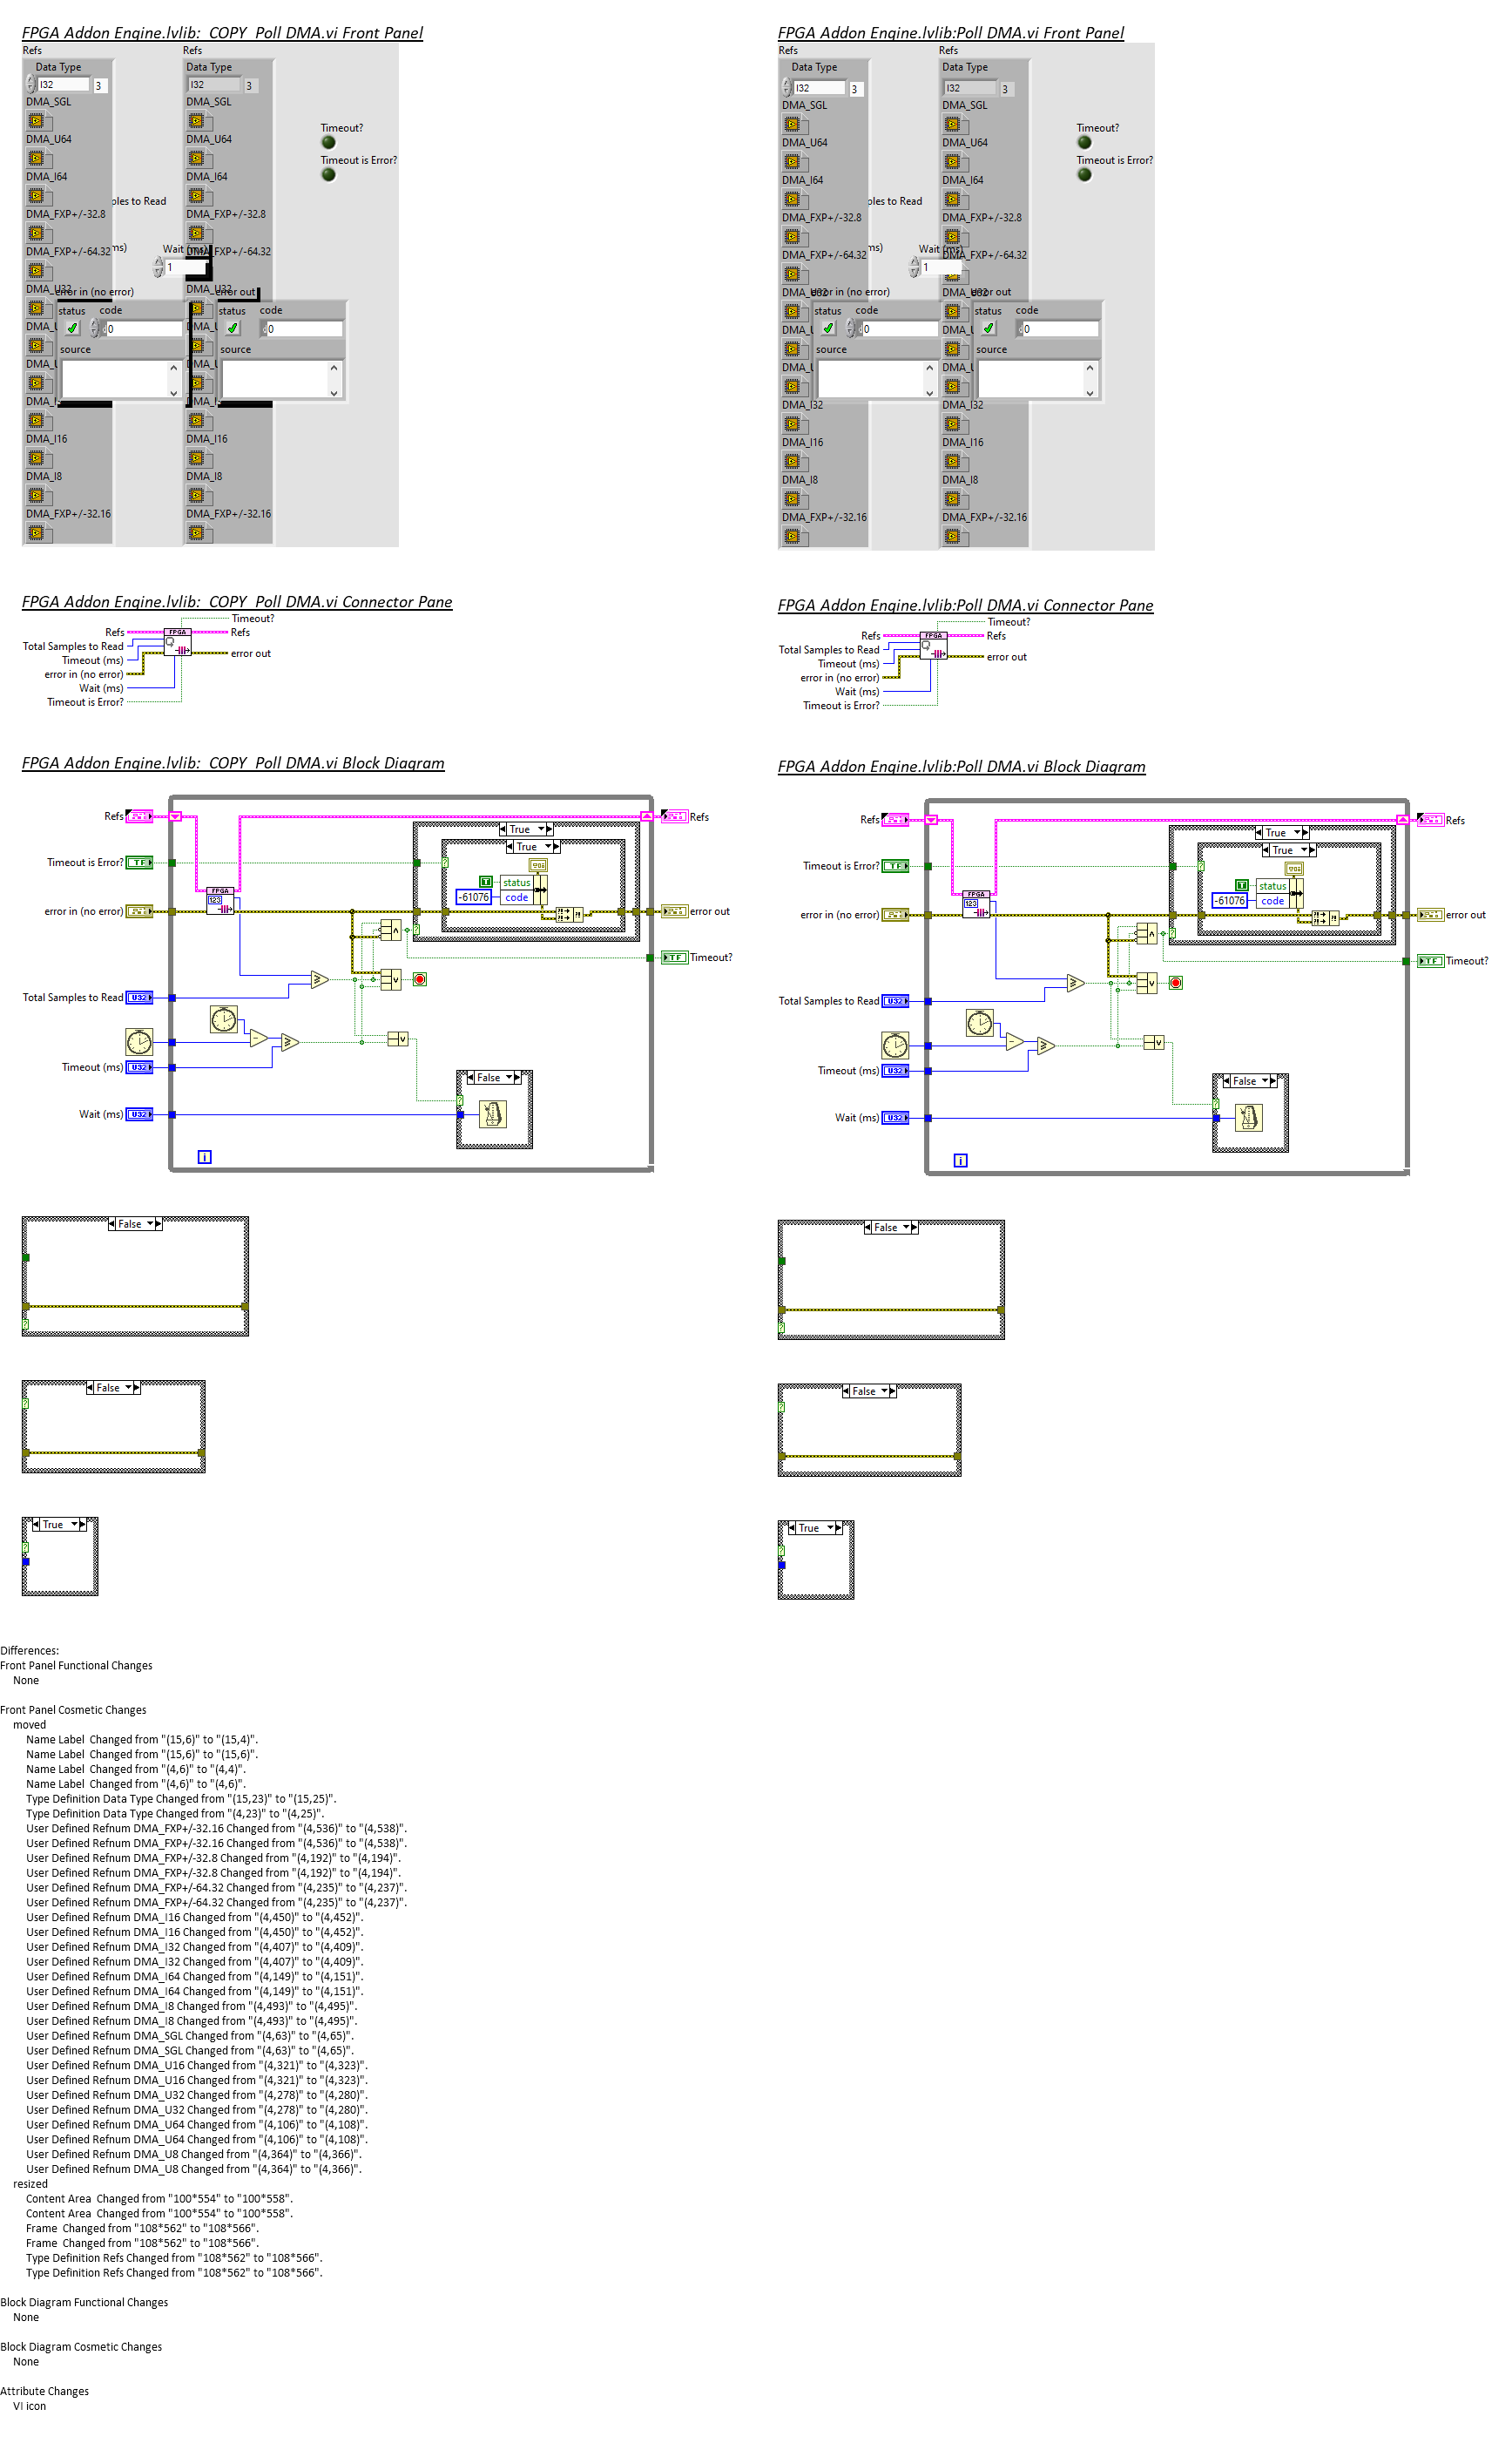 FPGA Addon Engine.lvlib:_COPY_Poll DMA.vi Front Panel
Refs
Refs
Data Type
Data Type
I32
3
I32
3
DMA_SGL
DMA_SGL
DMA_U64
DMA_U64
Timeout?
Timeout is Error?
DMA_I64
DMA_I64
ples to Read
DMA_FXP+/-32.8
DMA_FXP+/-32.8
DMA_FXP+/-64.32
ms)
Wait (ms)
DMA_FXP+/-64.32
1
DMA_U32
error in (no error)
DMA_U32
error out
status
code
status
code
0
0
source
source
DMA_I16
DMA_I16
DMA_I8
DMA_I8
DMA_FXP+/-32.16
DMA_FXP+/-32.16
FPGA Addon Engine.lvlib:_COPY_Poll DMA.vi Connector Pane
Timeout?
Refs
FPGA
Refs
Total Samples to Read
Timeout (ms)
error out
error in (no error)
Wait (ms)
Timeout is Error?
FPGA Addon Engine.lvlib:_COPY_Poll DMA.vi Block Diagram
Refs
Refs
True
True
Timeout is Error?
TF
T
status
-61076
code
FPGA
123
error in (no error)
error out
TF
Timeout?
Total Samples to Read
U32
Timeout (ms)
U32
False
Wait (ms)
U32
i
False
False
True
FPGA Addon Engine.lvlib:Poll DMA.vi Front Panel
Refs
Refs
Data Type
Data Type
I32
3
I32
3
DMA_SGL
DMA_SGL
DMA_U64
DMA_U64
Timeout?
Timeout is Error?
DMA_I64
DMA_I64
ples to Read
DMA_FXP+/-32.8
DMA_FXP+/-32.8
DMA_FXP+/-64.32
ms)
Wait (ms)
DMA_FXP+/-64.32
1
DMA_U32
error in (no error)
DMA_U32
error out
status
code
status
code
0
0
source
source
DMA_I32
DMA_I32
DMA_I16
DMA_I16
DMA_I8
DMA_I8
DMA_FXP+/-32.16
DMA_FXP+/-32.16
FPGA Addon Engine.lvlib:Poll DMA.vi Connector Pane
Timeout?
Refs
FPGA
Refs
Total Samples to Read
Timeout (ms)
error out
error in (no error)
Wait (ms)
Timeout is Error?
FPGA Addon Engine.lvlib:Poll DMA.vi Block Diagram
Refs
Refs
True
True
Timeout is Error?
TF
T
status
-61076
code
FPGA
123
error in (no error)
error out
TF
Timeout?
Total Samples to Read
U32
Timeout (ms)
U32
False
Wait (ms)
U32
i
False
False
True
Differences:
Front Panel Functional Changes
None
Front Panel Cosmetic Changes
moved
Name Label  Changed from "(15,6)" to "(15,4)".
Name Label  Changed from "(15,6)" to "(15,6)".
Name Label  Changed from "(4,6)" to "(4,4)".
Name Label  Changed from "(4,6)" to "(4,6)".
Type Definition Data Type Changed from "(15,23)" to "(15,25)".
Type Definition Data Type Changed from "(4,23)" to "(4,25)".
User Defined Refnum DMA_FXP+/-32.16 Changed from "(4,536)" to "(4,538)".
User Defined Refnum DMA_FXP+/-32.16 Changed from "(4,536)" to "(4,538)".
User Defined Refnum DMA_FXP+/-32.8 Changed from "(4,192)" to "(4,194)".
User Defined Refnum DMA_FXP+/-32.8 Changed from "(4,192)" to "(4,194)".
User Defined Refnum DMA_FXP+/-64.32 Changed from "(4,235)" to "(4,237)".
User Defined Refnum DMA_FXP+/-64.32 Changed from "(4,235)" to "(4,237)".
User Defined Refnum DMA_I16 Changed from "(4,450)" to "(4,452)".
User Defined Refnum DMA_I16 Changed from "(4,450)" to "(4,452)".
User Defined Refnum DMA_I32 Changed from "(4,407)" to "(4,409)".
User Defined Refnum DMA_I32 Changed from "(4,407)" to "(4,409)".
User Defined Refnum DMA_I64 Changed from "(4,149)" to "(4,151)".
User Defined Refnum DMA_I64 Changed from "(4,149)" to "(4,151)".
User Defined Refnum DMA_I8 Changed from "(4,493)" to "(4,495)".
User Defined Refnum DMA_I8 Changed from "(4,493)" to "(4,495)".
User Defined Refnum DMA_SGL Changed from "(4,63)" to "(4,65)".
User Defined Refnum DMA_SGL Changed from "(4,63)" to "(4,65)".
User Defined Refnum DMA_U16 Changed from "(4,321)" to "(4,323)".
User Defined Refnum DMA_U16 Changed from "(4,321)" to "(4,323)".
User Defined Refnum DMA_U32 Changed from "(4,278)" to "(4,280)".
User Defined Refnum DMA_U32 Changed from "(4,278)" to "(4,280)".
User Defined Refnum DMA_U64 Changed from "(4,106)" to "(4,108)".
User Defined Refnum DMA_U64 Changed from "(4,106)" to "(4,108)".
User Defined Refnum DMA_U8 Changed from "(4,364)" to "(4,366)".
User Defined Refnum DMA_U8 Changed from "(4,364)" to "(4,366)".
resized
Content Area  Changed from "100*554" to "100*558".
Content Area  Changed from "100*554" to "100*558".
Frame  Changed from "108*562" to "108*566".
Frame  Changed from "108*562" to "108*566".
Type Definition Refs Changed from "108*562" to "108*566".
Type Definition Refs Changed from "108*562" to "108*566".
Block Diagram Functional Changes
None
Block Diagram Cosmetic Changes
None
Attribute Changes
VI icon